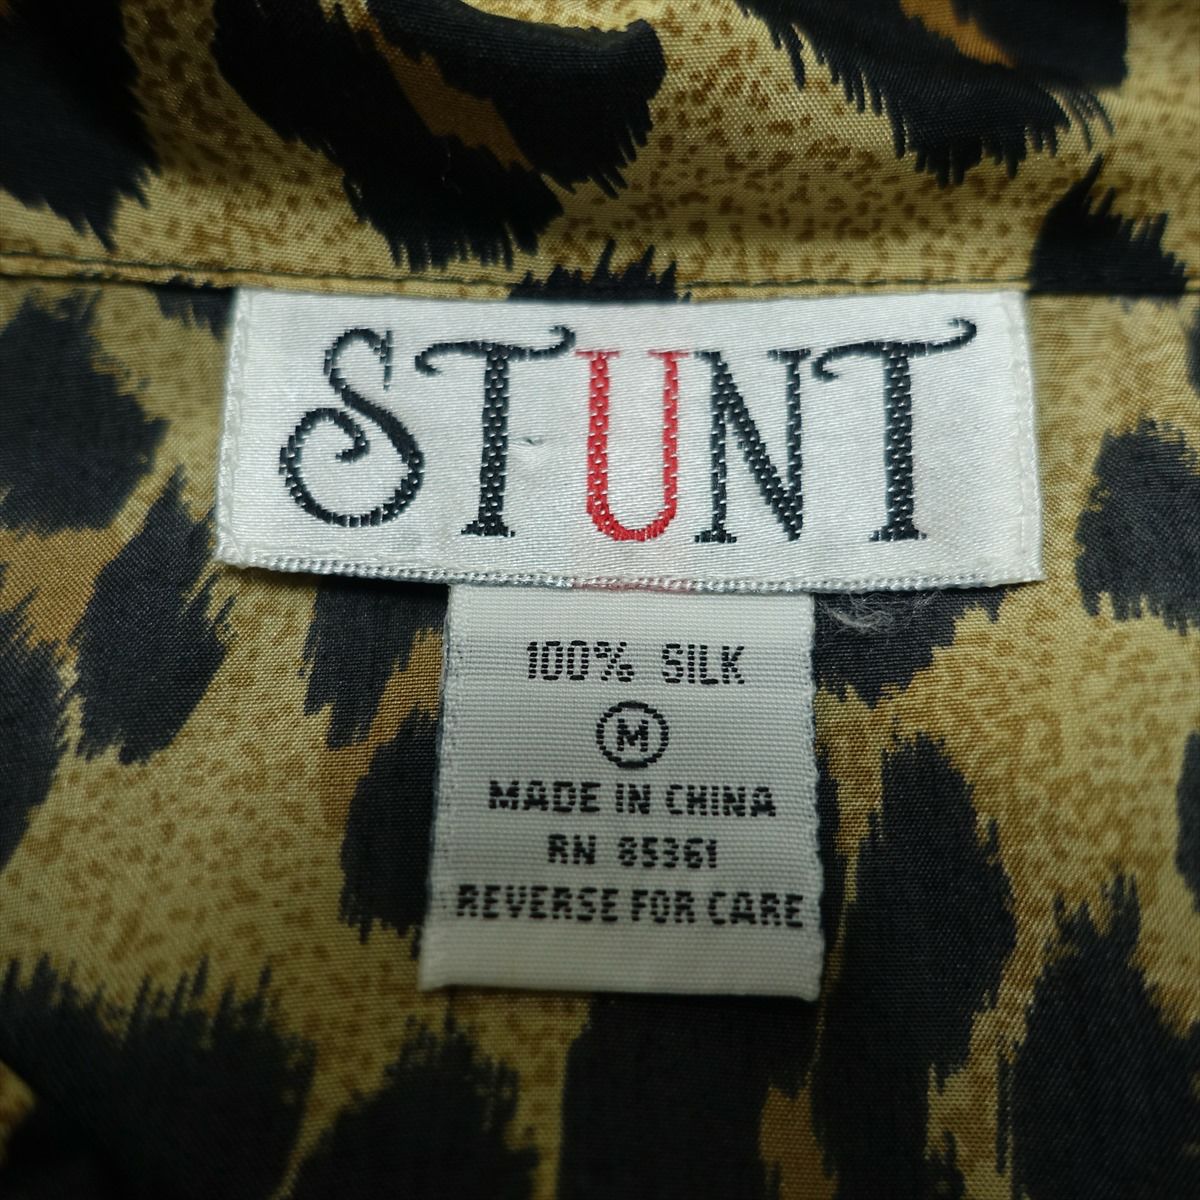 STUNT
100% SILK
M
MADE IN CHINA
RN 85361
REVERSE FOR CARE